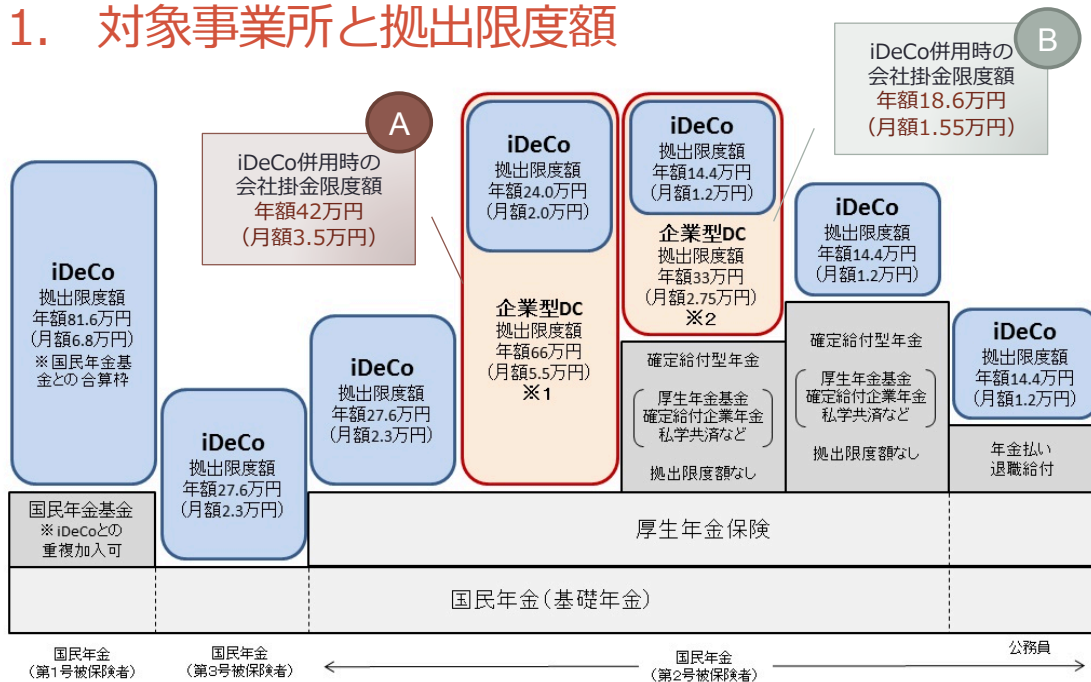 1. 対象事業所と拠出限度額
A
iDeCo併用時の
会社掛金限度額
年額42万円
(月額3.5万円)
B
iDeCo併用時の
会社掛金限度額
年額18.6万円
(月額1.55万円)
iDeCo
拠出限度額
年額81.6万円
(月額6.8万円)
※国民年金基
金との合算枠
国民年金基金
※iDeCoとの
重複加入可
iDeCo
拠出限度額
年額27.6万円
(月額2.3万円)
iDeCo
拠出限度額
年額27.6万円
(月額2.3万円)
iDeCo
拠出限度額
年額24.0万円
(月額2.0万円)
企業型DC
拠出限度額
年額66万円
(月額5.5万円)
※1
iDeCo
拠出限度額
年額14.4万円
(月額1.2万円)
企業型DC
拠出限度額
年額33万円
(月額2.75万円)
※2
確定給付型年金
厚生年金基金
確定給付企業年金
私学共済など
拠出限度額なし
iDeCo
拠出限度額
年額14.4万円
(月額1.2万円)
確定給付型年金
厚生年金基金
確定給付企業年金
私学共済など
拠出限度額なし
iDeCo
拠出限度額
年額14.4万円
(月額1.2万円)
年金払い
退職給付
厚生年金保険
国民年金(基礎年金)
国民年金
(第1号被保険者)
国民年金
(第3号被保険者)
国民年金
(第2号被保険者)
公務員